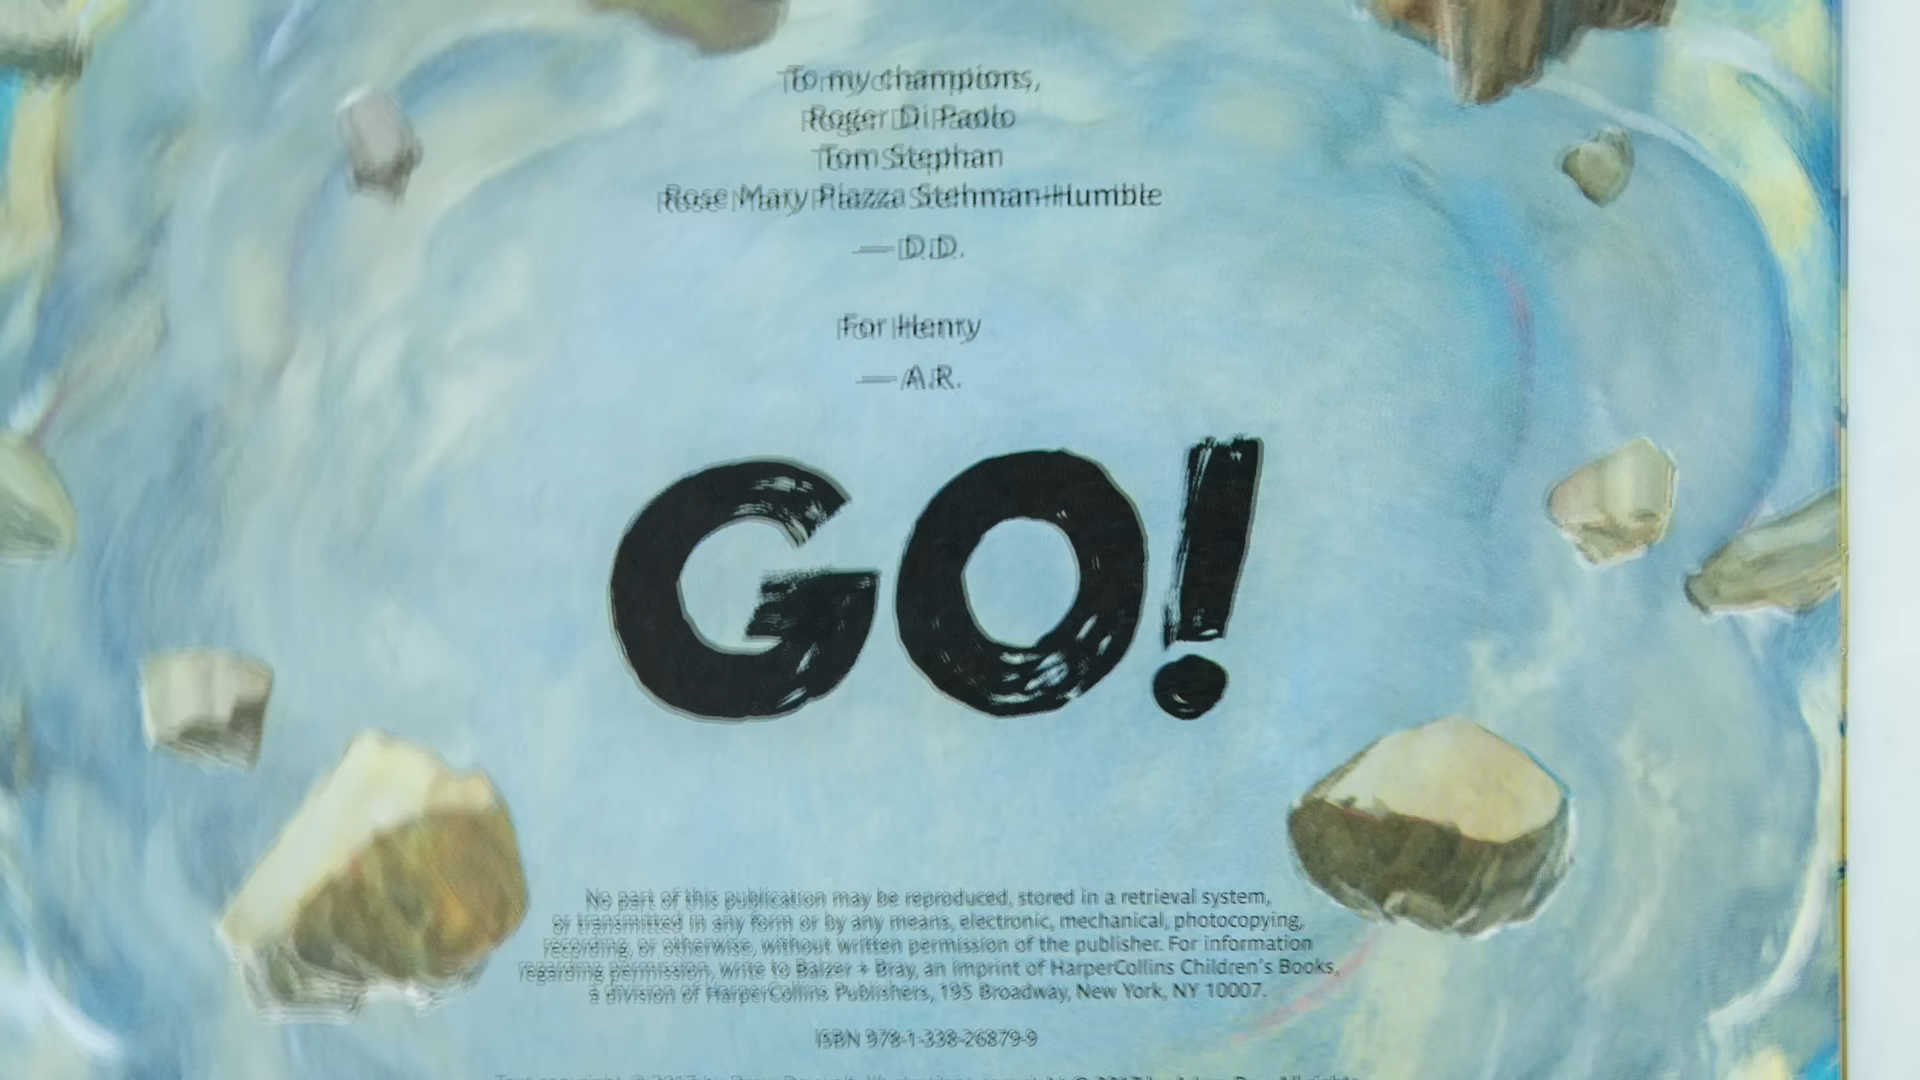 To my champions,
Roger Di Paolo
Tom Stephan
Rose Mary Piazza Stehman-Humble
—D.D.
For Henry
—A.R.
GO!
No part of this publication may be reproduced, stored in a retrieval system,
or transmitted in any form or by any means, electronic, mechanical, photocopying,
recording, or otherwise, without written permission of the publisher. For information
regarding permission, write to Balzer + Bray, an imprint of HarperCollins Children's Books,
a division of HarperCollins Publishers, 195 Broadway, New York, NY 10007.
ISBN 978-1-338-26879-9